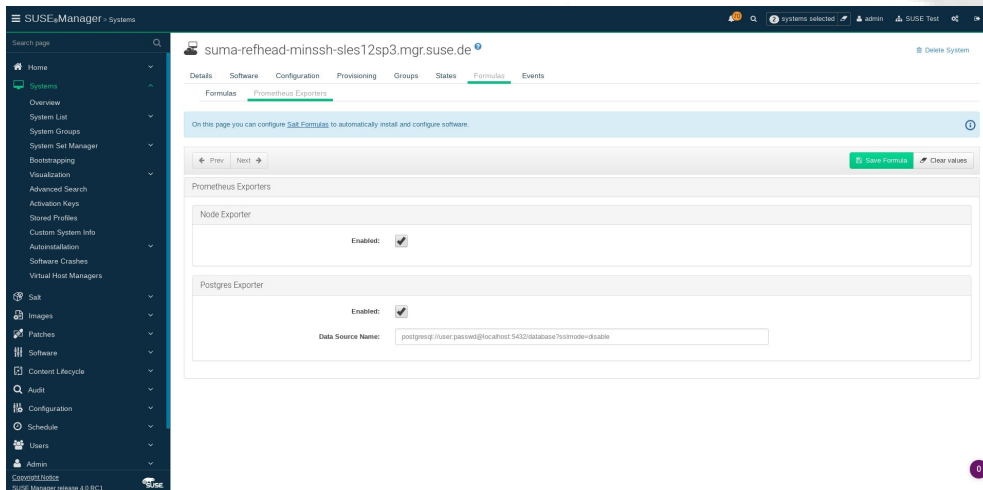 SUSE Manager > Systems
70
2 systems selected
admin
SUSE Test
Search page
Home
Systems
Overview
System List
System Groups
System Set Manager
Bootstrapping
Visualization
Advanced Search
Activation Keys
Stored Profiles
Custom System Info
Autoinstallation
Software Crashes
Virtual Host Managers
Salt
Images
Patches
Software
Content Lifecycle
Audit
Configuration
Schedule
Users
Admin
Copyright Notice
SUSE Manager release 4.0 RC1
SUSE
suma-refhead-minssh-sles12sp3.mgr.suse.de ?
Delete System
Details Software Configuration Provisioning Groups States Formulas Events
Formulas Prometheus Exporters
On this page you can configure Salt Formulas to automatically install and configure software.
Prev Next
Save Formula Clear values
Prometheus Exporters
Node Exporter
Enabled:
Postgres Exporter
Enabled:
Data Source Name: postgresql://user:passwd@localhost:5432/database?sslmode=disable
0